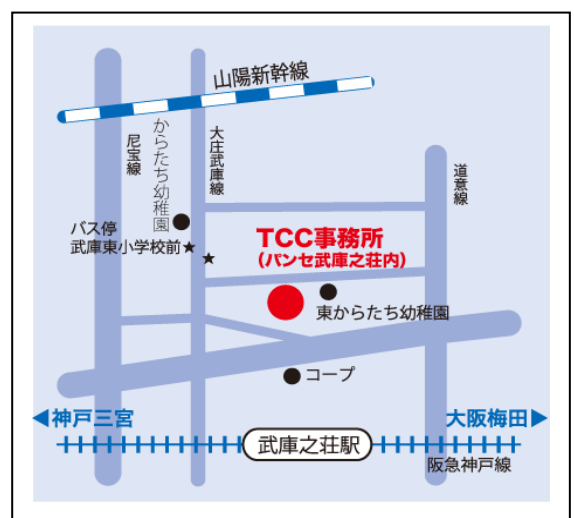 山陽新幹線
尼宝線
からたち幼稚園
大庄武庫線
道意線
バス停
武庫東小学校前★
★
TCC事務所
(パンセ武庫之荘内)
東からたち幼稚園
コープ
◀神戸三宮
大阪梅田▶
武庫之荘駅
阪急神戸線